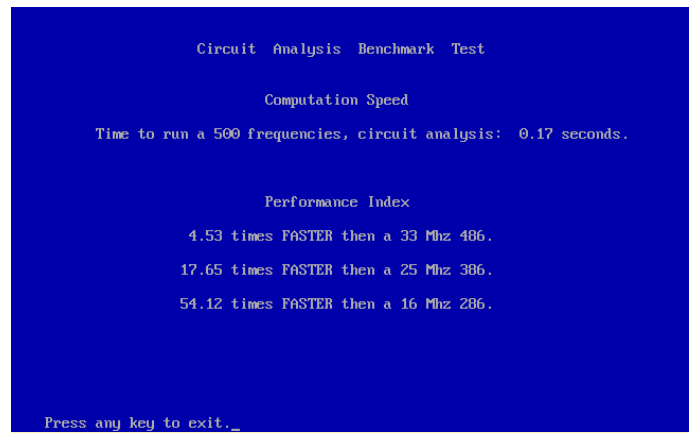 Circuit Analysis Benchmark Test
Computation Speed
Time to run a 500 frequencies, circuit analysis: 0.17 seconds.
Performance Index
4.53 times FASTER then a 33 Mhz 486.
17.65 times FASTER then a 25 Mhz 386.
54.12 times FASTER then a 16 Mhz 286.
Press any key to exit._